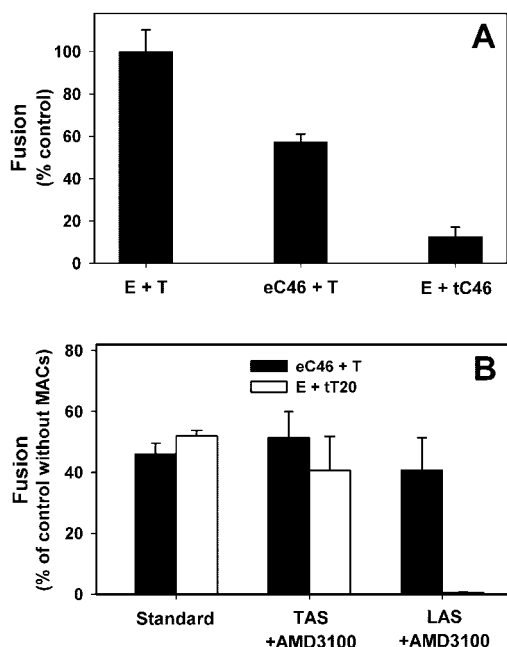 A
Fusion
(% control)
100
80
60
40
20
0
E + T
eC46 + T
E + tC46
B
Fusion
(% of control without MACs)
80
60
40
20
0
eC46 + T
E + tT20
Standard
TAS
+AMD3100
LAS
+AMD3100